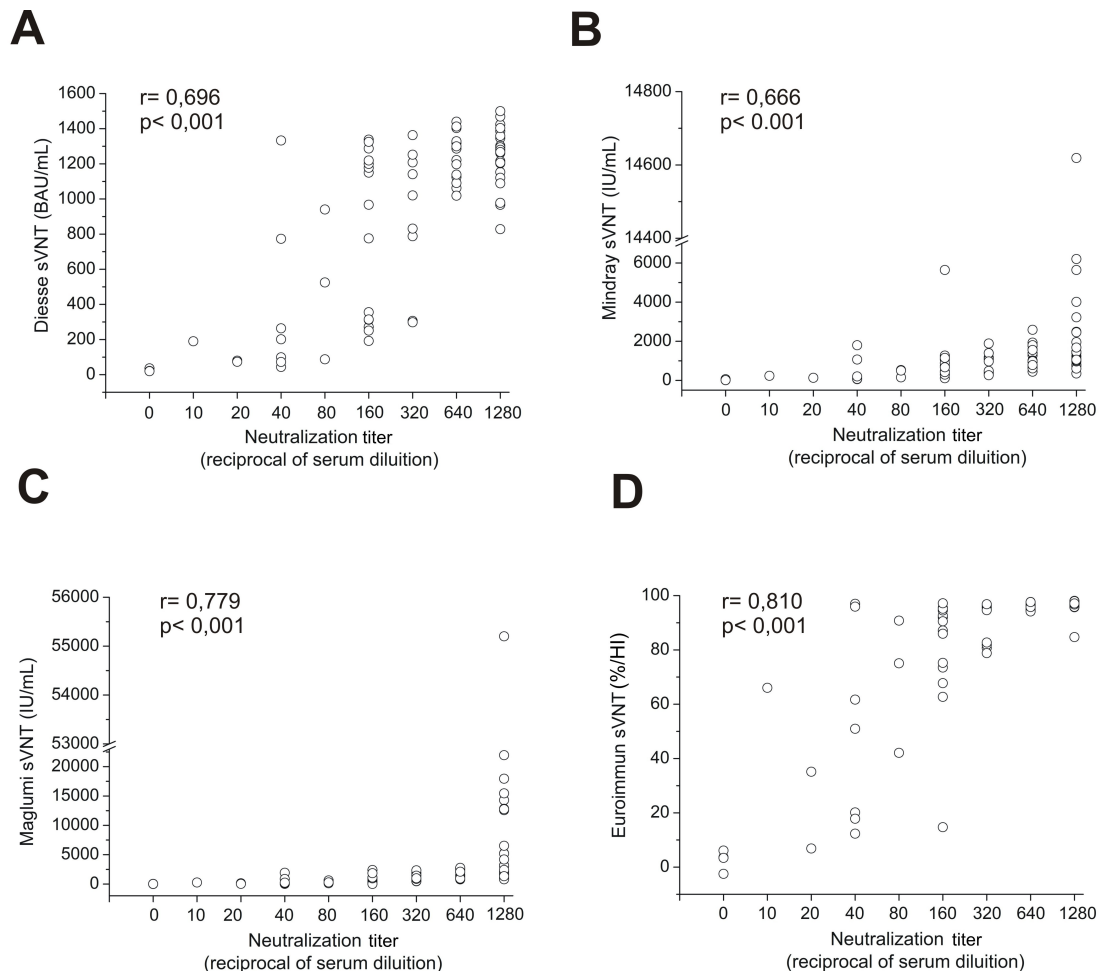 A
r= 0,696
p< 0,001
Diesse sVNT (BAU/mL)
1600
1400
1200
1000
800
600
400
200
0
0 10 20 40 80 160 320 640 1280
Neutralization titer
(reciprocal of serum diluition)
B
r= 0,666
p< 0.001
Mindray sVNT (IU/mL)
14800
14600
14400
6000
4000
2000
0
0 10 20 40 80 160 320 640 1280
Neutralization titer
(reciprocal of serum diluition)
C
r= 0,779
p< 0,001
Maglumi sVNT (IU/mL)
56000
55000
54000
53000
20000
15000
10000
5000
0
0 10 20 40 80 160 320 640 1280
Neutralization titer
(reciprocal of serum diluition)
D
r= 0,810
p< 0,001
Euroimmun sVNT (%/HI)
100
80
60
40
20
0
0 10 20 40 80 160 320 640 1280
Neutralization titer
(reciprocal of serum diluition)